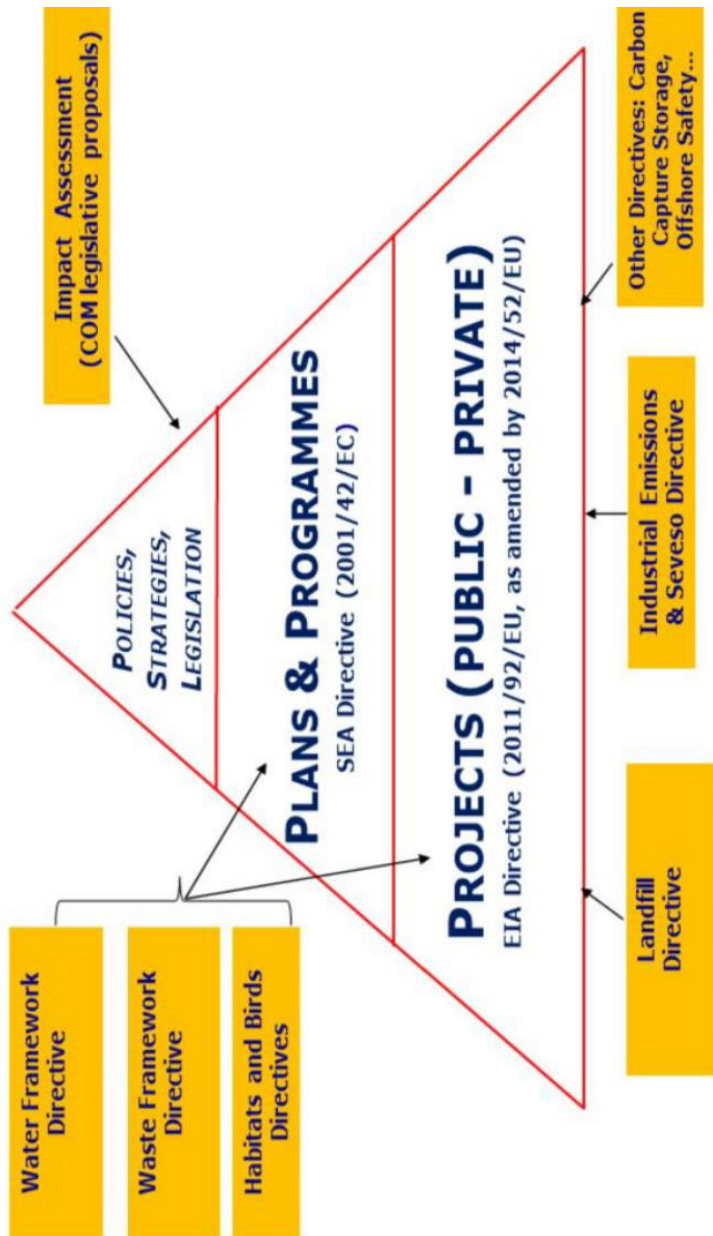 Water Framework
Directive
Waste Framework
Directive
Habitats and Birds
Directives
Impact Assessment
(COM legislative proposals)
POLICIES,
STRATEGIES,
LEGISLATION
PLANS & PROGRAMMES
SEA Directive (2001/42/EC)
PROJECTS (PUBLIC – PRIVATE)
EIA Directive (2011/92/EU, as amended by 2014/52/EU)
Landfill
Directive
Industrial Emissions
& Seveso Directive
Other Directives: Carbon
Capture Storage,
Offshore Safety...